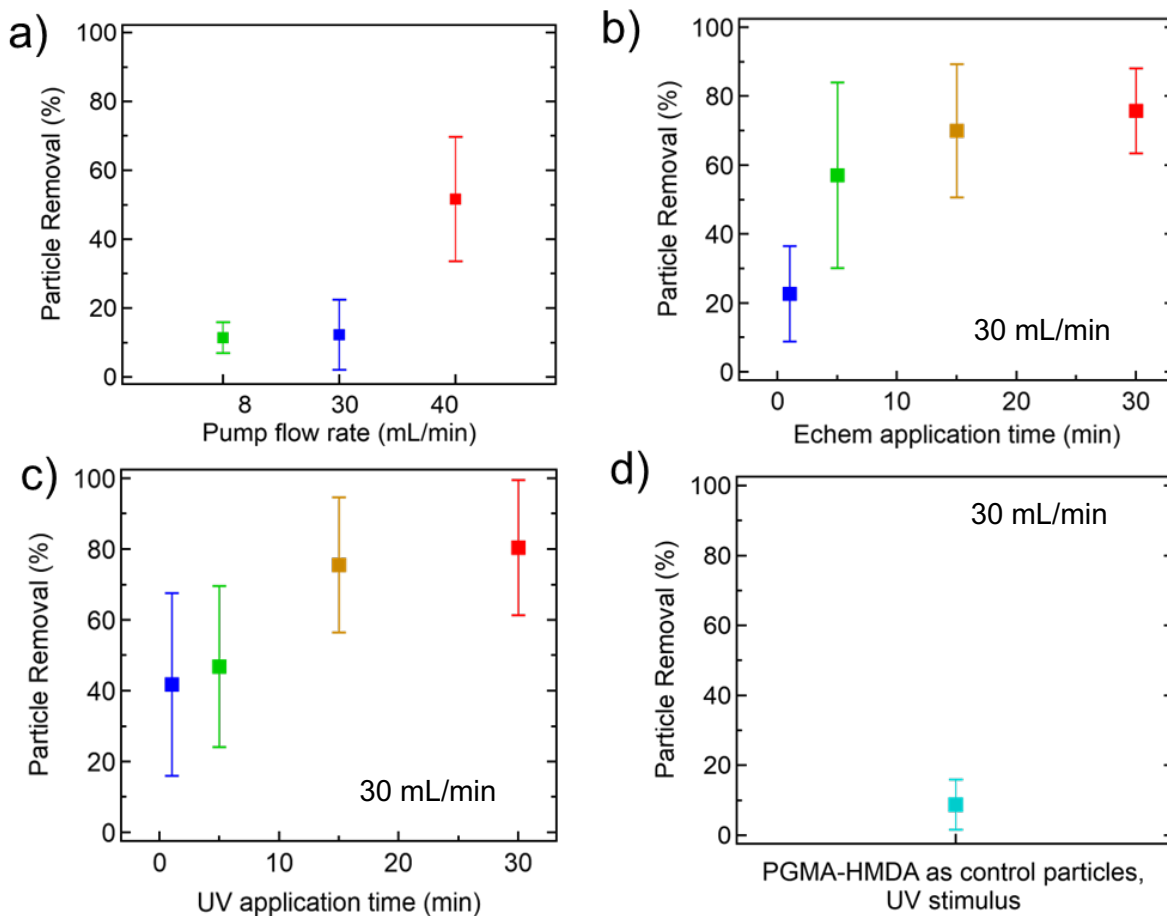 a)
100
80
60
40
20
0
Particle Removal (%)
8 30 40
Pump flow rate (mL/min)
b)
100
80
60
40
20
0
Particle Removal (%)
30 mL/min
0 10 20 30
Echem application time (min)
c)
100
80
60
40
20
0
Particle Removal (%)
30 mL/min
0 10 20 30
UV application time (min)
d)
100
80
60
40
20
0
Particle Removal (%)
30 mL/min
PGMA-HMDA as control particles,
UV stimulus